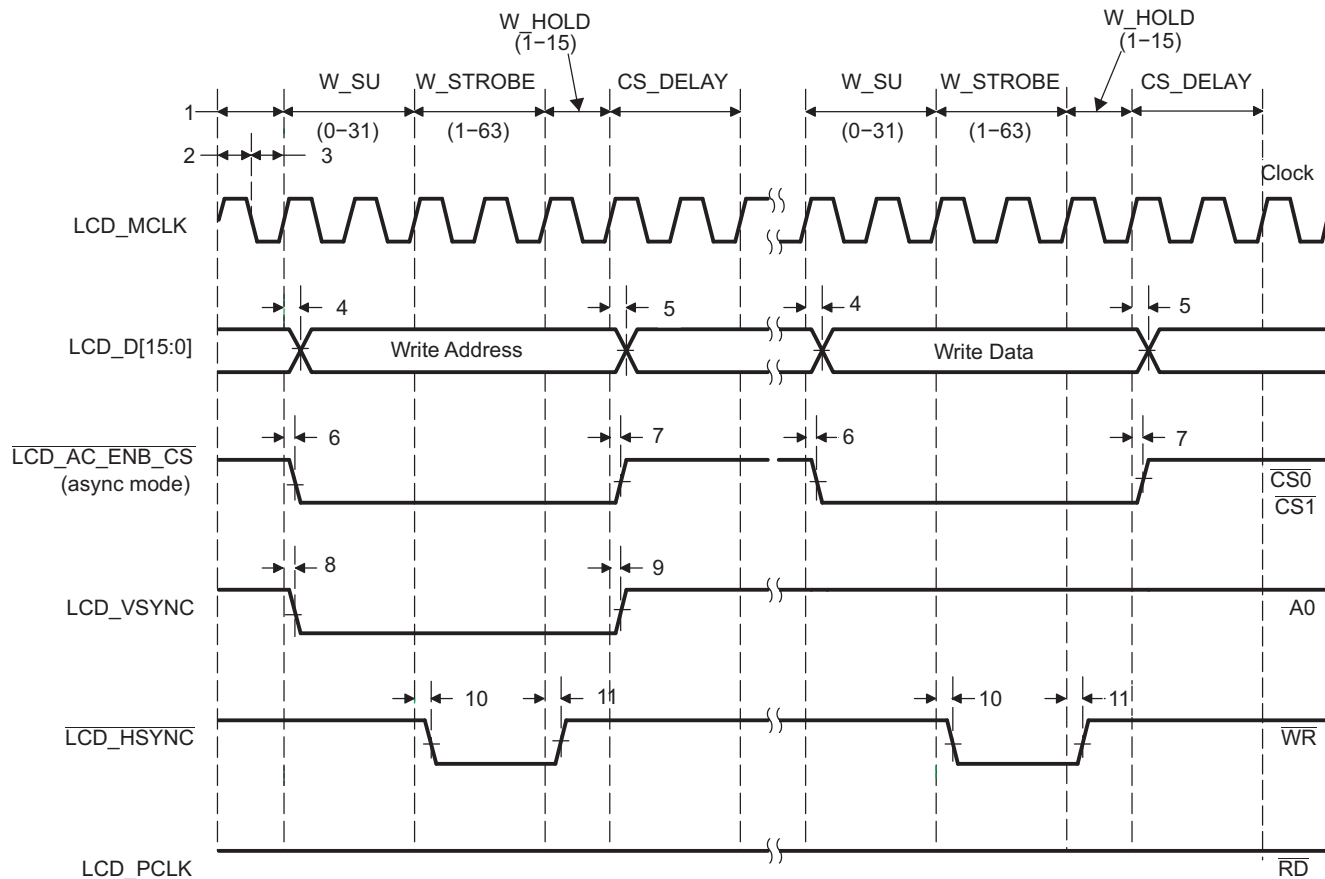 W_HOLD
(1−15)
W_HOLD
(1−15)
W_SU
W_STROBE
CS_DELAY
W_SU
W_STROBE
CS_DELAY
1
(0−31)
(1−63)
(0−31)
(1−63)
2
3
Clock
LCD_MCLK
4
5
4
5
LCD_D[15:0]
Write Address
Write Data
6
7
6
7
LCD_AC_ENB_CS
(async mode)
CS0
CS1
8
9
LCD_VSYNC
A0
10
11
10
11
LCD_HSYNC
WR
LCD_PCLK
RD